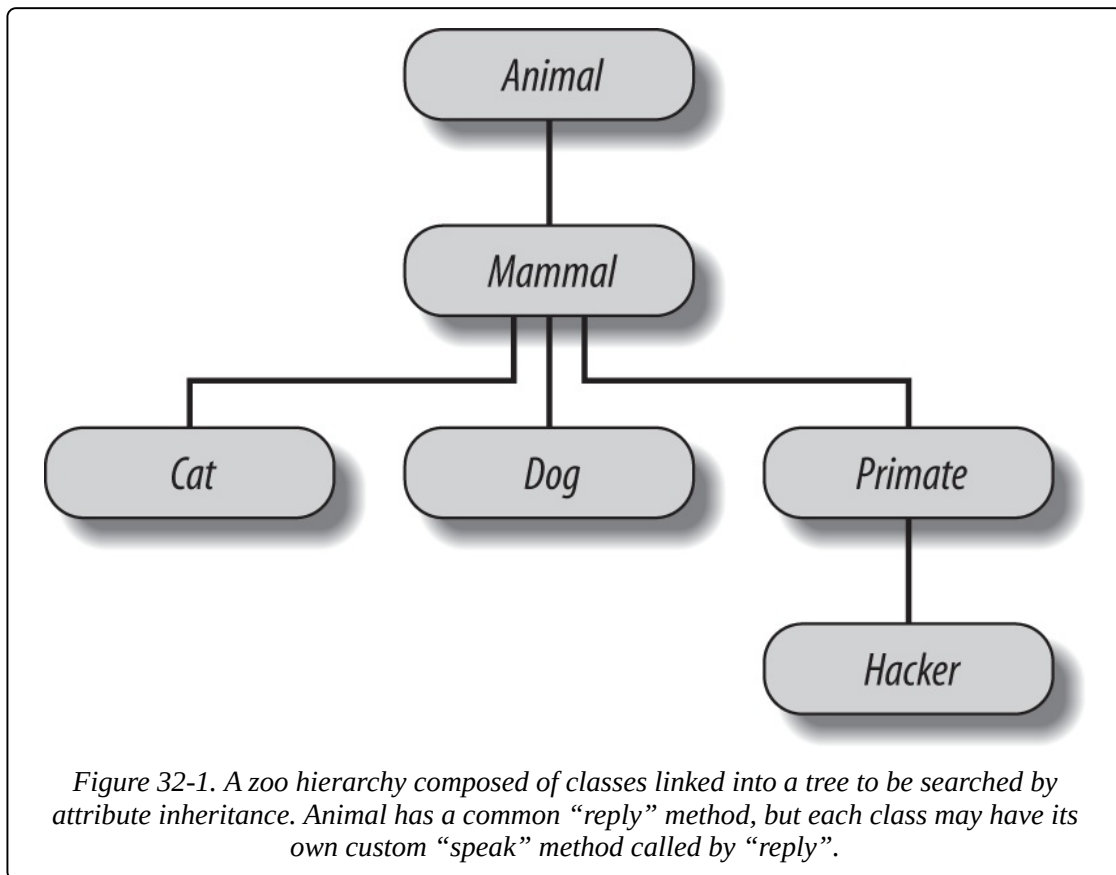 Animal
Mammal
Cat
Dog
Primate
Hacker
Figure 32-1. A zoo hierarchy composed of classes linked into a tree to be searched by
attribute inheritance. Animal has a common “reply” method, but each class may have its
own custom “speak” method called by “reply”.